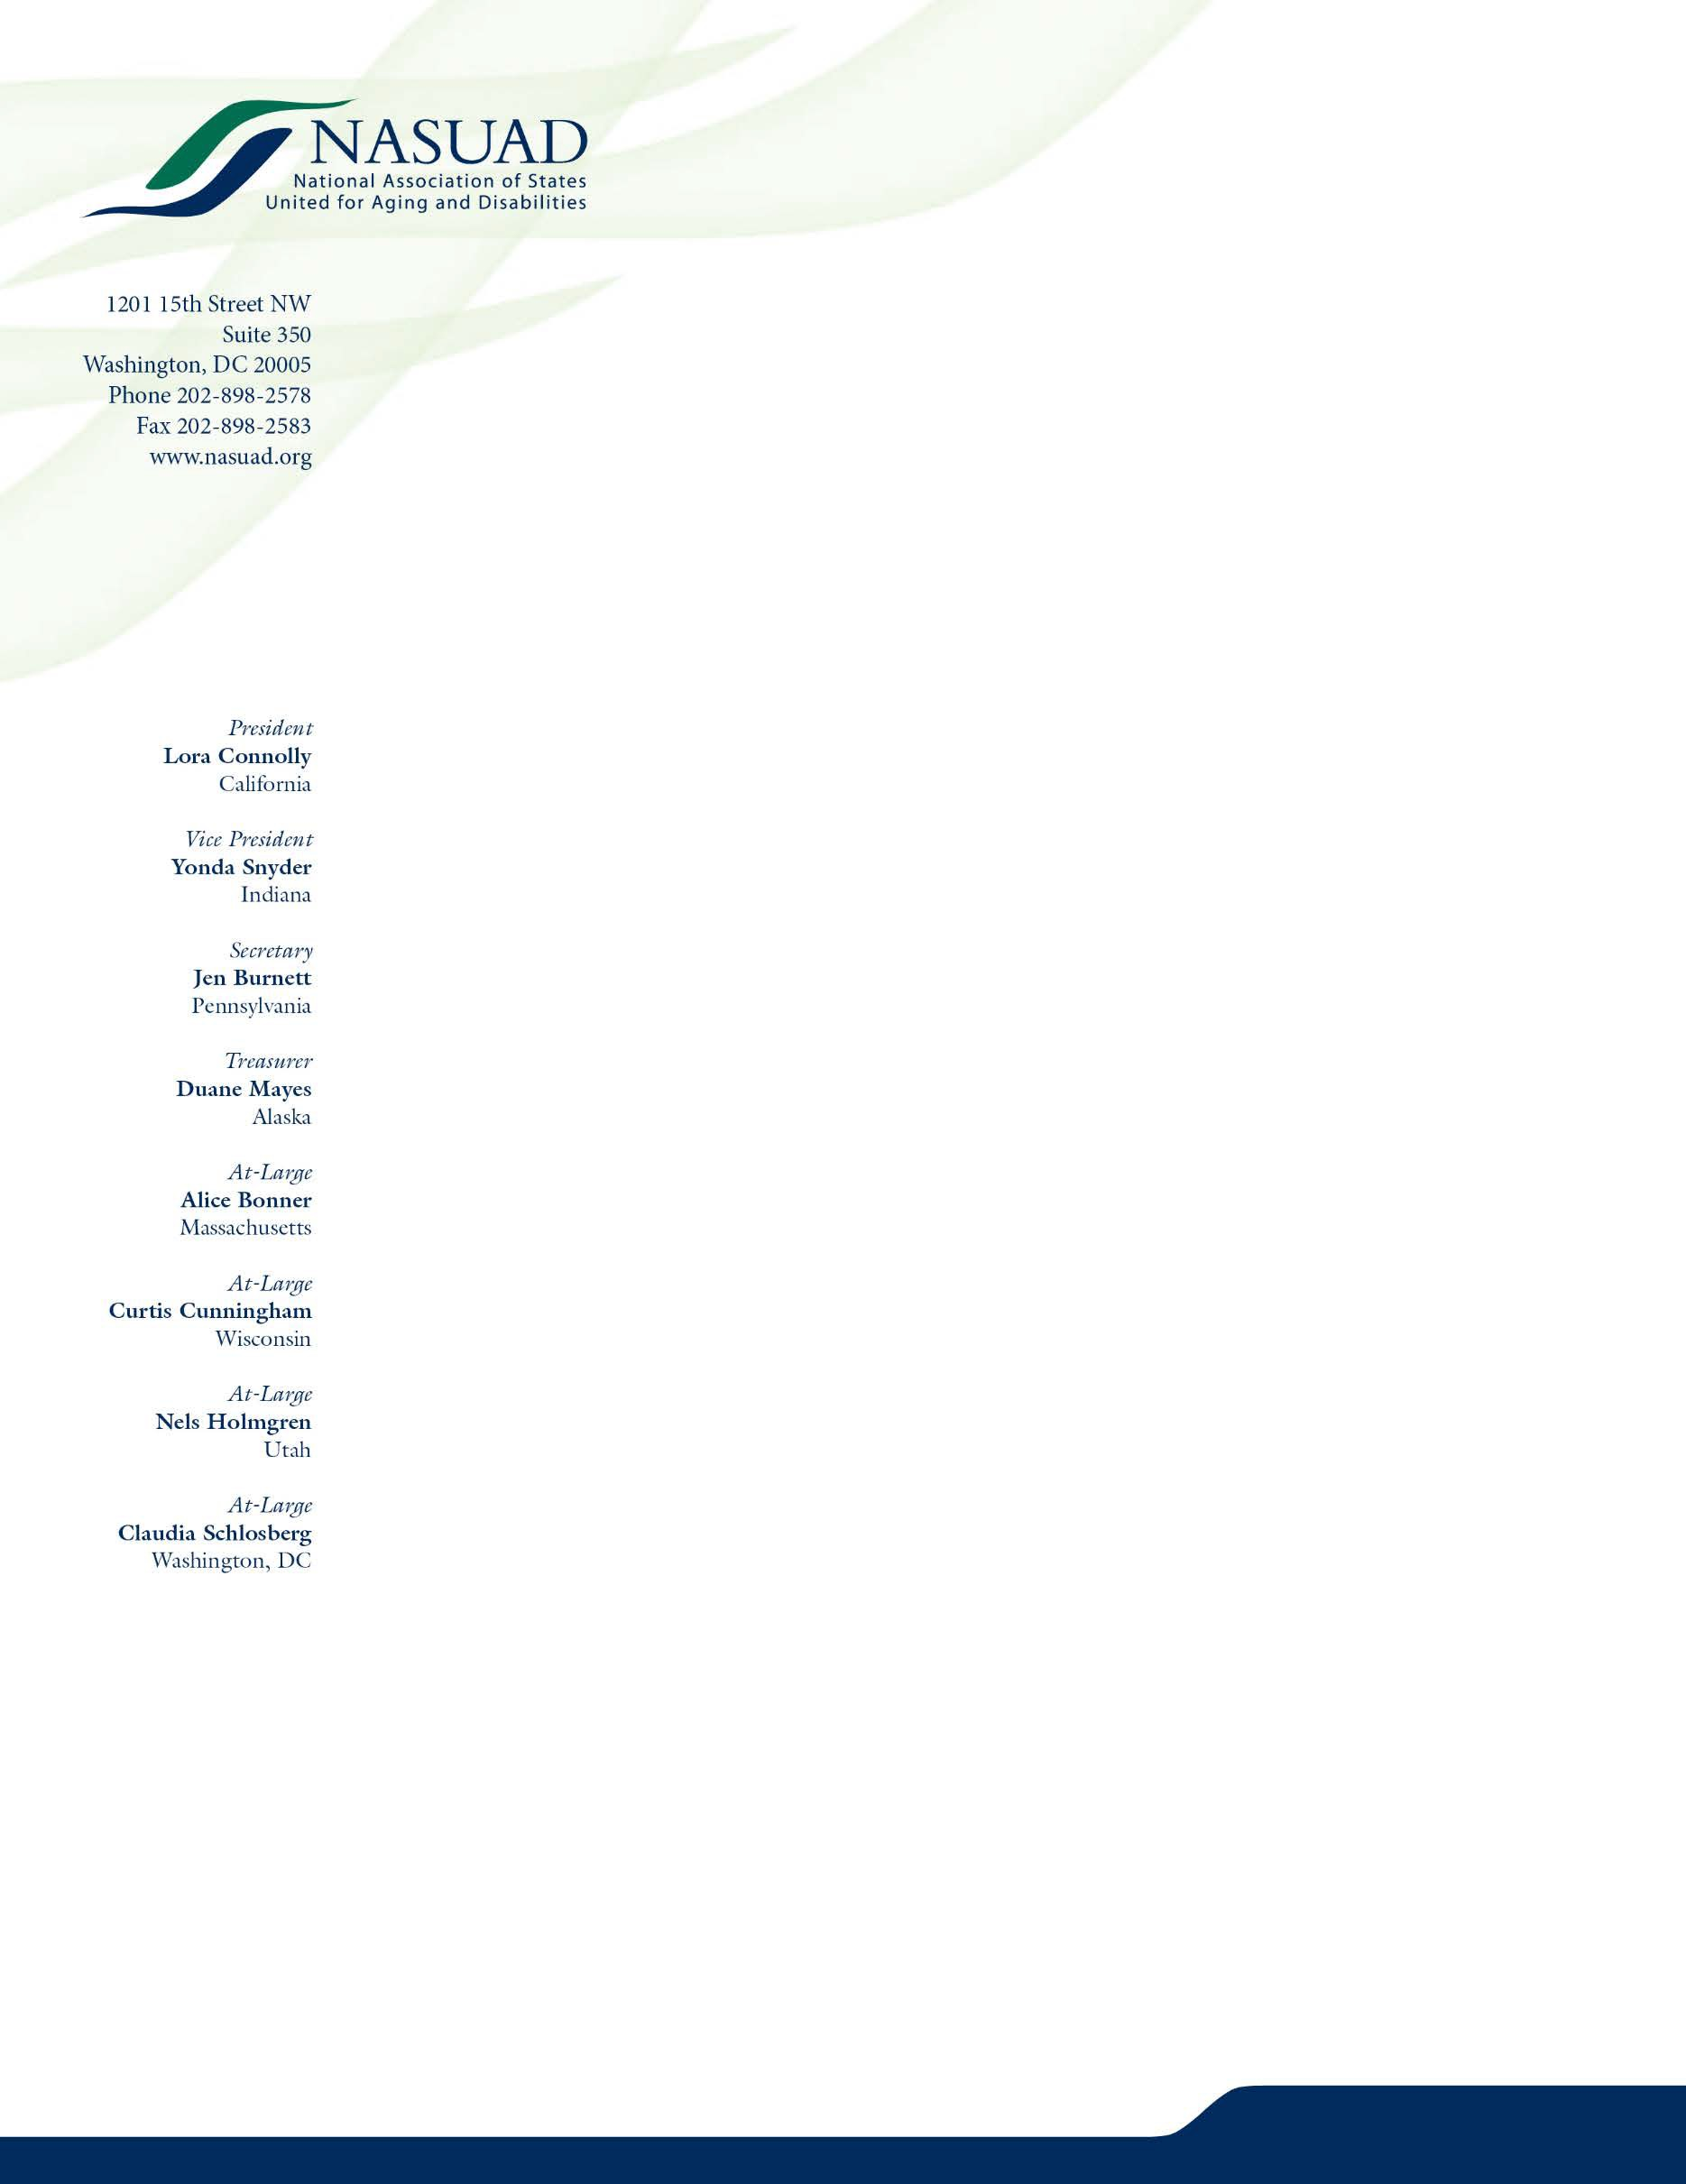 NASUAD
National Association of States
United for Aging and Disabilities
1201 15th Street NW
Suite 350
Washington, DC 20005
Phone 202-898-2578
Fax 202-898-2583
www.nasuad.org
President
Lora Connolly
California
Vice President
Yonda Snyder
Indiana
Secretary
Jen Burnett
Pennsylvania
Treasurer
Duane Mayes
Alaska
At-Large
Alice Bonner
Massachusetts
At-Large
Curtis Cunningham
Wisconsin
At-Large
Nels Holmgren
Utah
At-Large
Claudia Schlosberg
Washington, DC